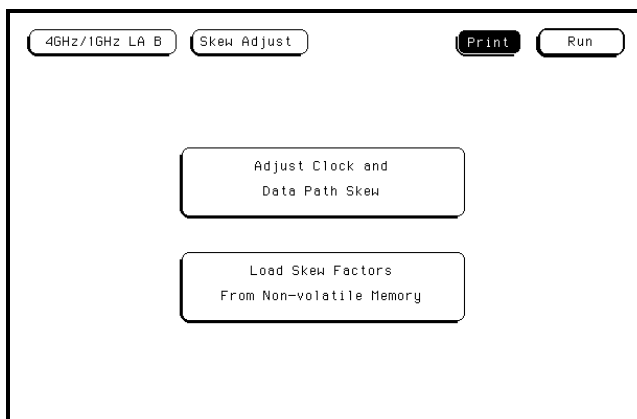 4GHz/1GHz LA B Skew Adjust Print Run
Adjust Clock and
Data Path Skew
Load Skew Factors
From Non-volatile Memory